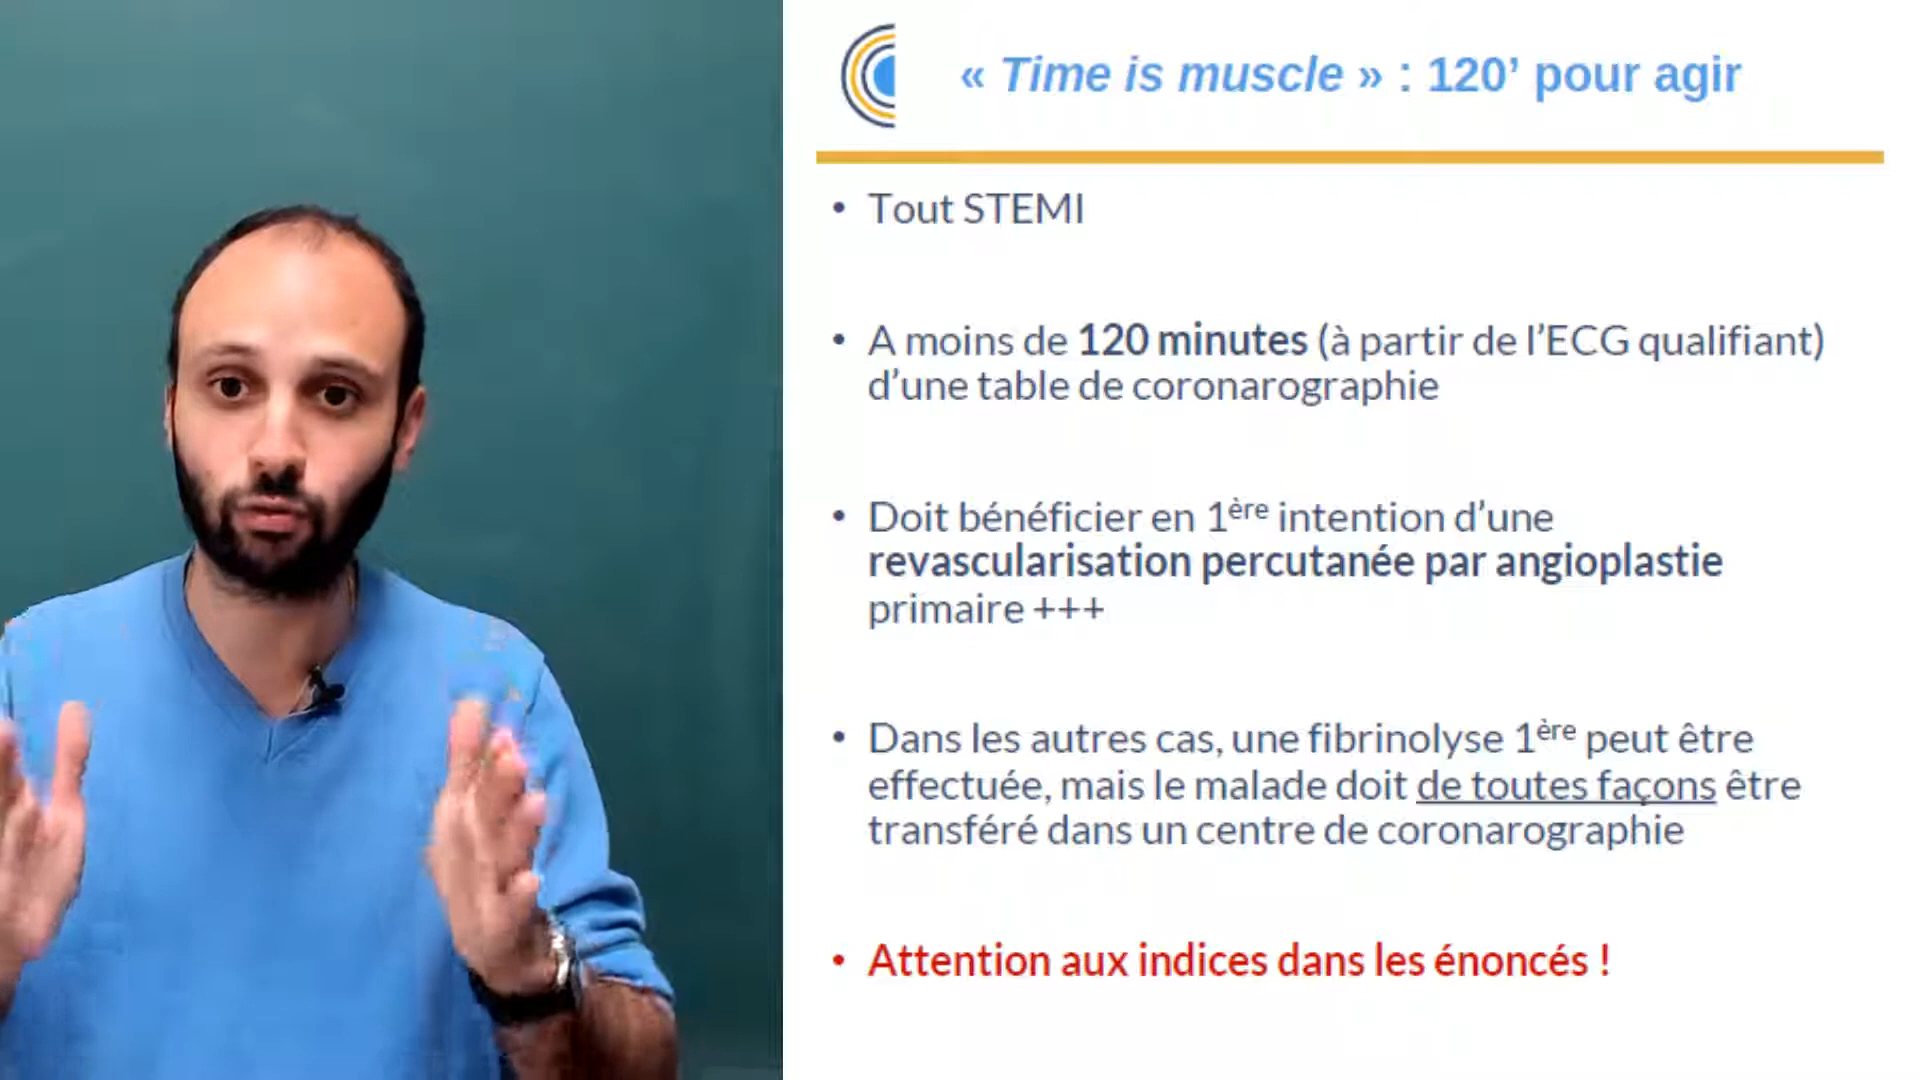 « Time is muscle » : 120’ pour agir
• Tout STEMI
• A moins de 120 minutes (à partir de l’ECG qualifiant)
d’une table de coronarographie
• Doit bénéficier en 1ère intention d’une
revascularisation percutanée par angioplastie
primaire +++
• Dans les autres cas, une fibrinolyse 1ère peut être
effectuée, mais le malade doit de toutes façons être
transféré dans un centre de coronarographie
• Attention aux indices dans les énoncés !